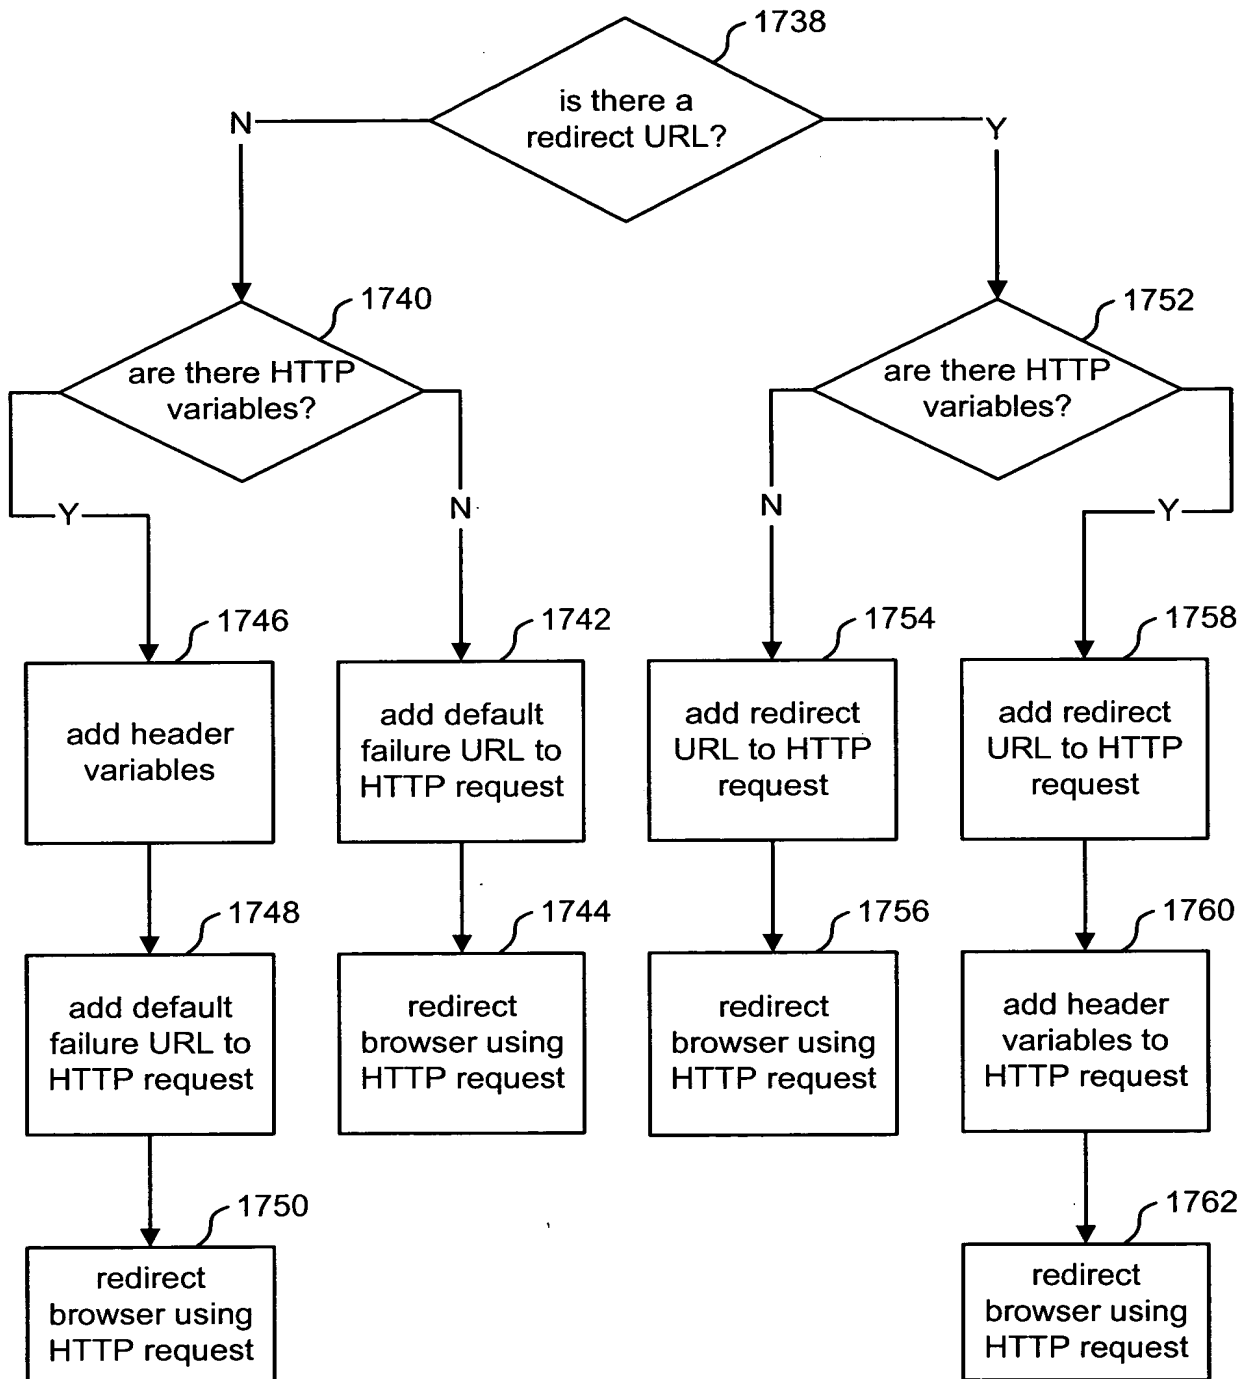 1738
is there a
redirect URL?
N
Y
1740
are there HTTP
variables?
1752
are there HTTP
variables?
Y
N
N
Y
1746
add header
variables
1742
add default
failure URL to
HTTP request
1754
add redirect
URL to HTTP
request
1758
add redirect
URL to HTTP
request
1748
add default
failure URL to
HTTP request
1744
redirect
browser using
HTTP request
1756
redirect
browser using
HTTP request
1760
add header
variables to
HTTP request
1750
redirect
browser using
HTTP request
1762
redirect
browser using
HTTP request